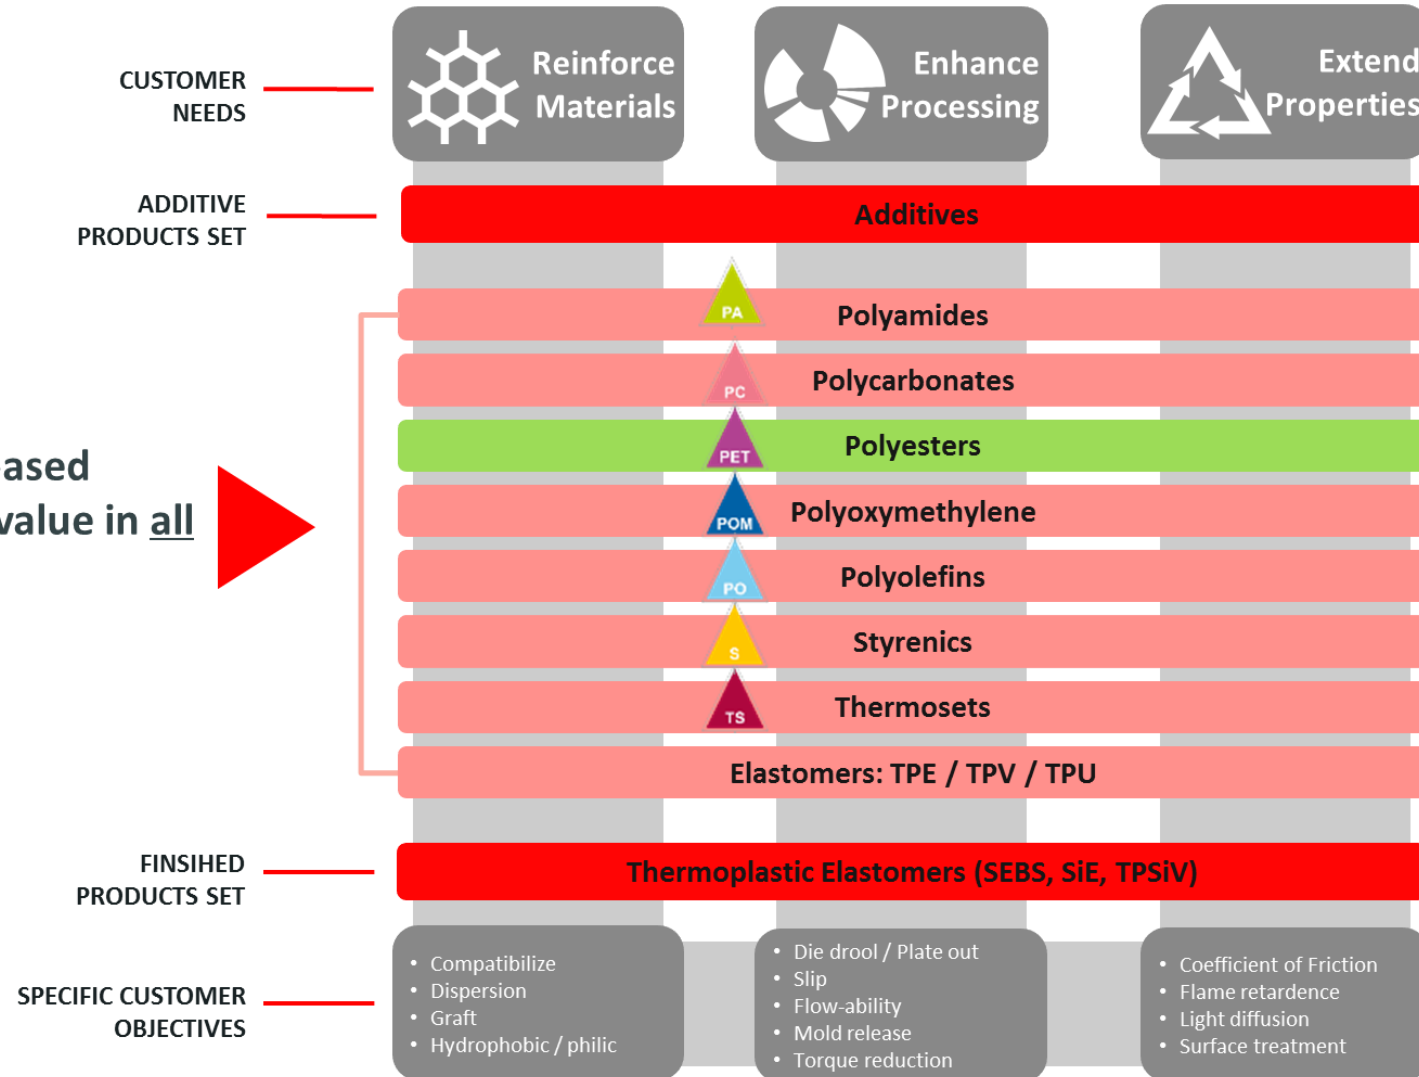 CUSTOMER
NEEDS
Reinforce
Materials
Enhance
Processing
Extend
Properties
ADDITIVE
PRODUCTS SET
Additives
PA
Polyamides
PC
Polycarbonates
PET
Polyesters
ased
value in all
POM
Polyoxymethylene
PO
Polyolefins
S
Styrenics
TS
Thermosets
Elastomers: TPE / TPV / TPU
FINSIHED
PRODUCTS SET
Thermoplastic Elastomers (SEBS, SiE, TPSiV)
SPECIFIC CUSTOMER
OBJECTIVES
• Compatibilize
• Dispersion
• Graft
• Hydrophobic / philic
• Die drool / Plate out
• Slip
• Flow-ability
• Mold release
• Torque reduction
• Coefficient of Friction
• Flame retardence
• Light diffusion
• Surface treatment